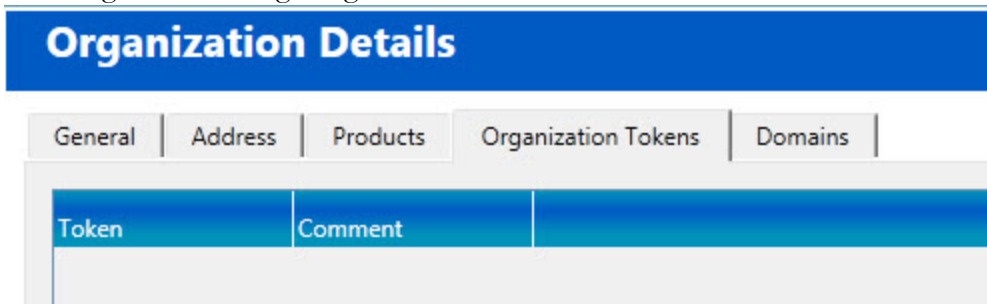 Organization Details
General Address Products Organization Tokens Domains
Token Comment